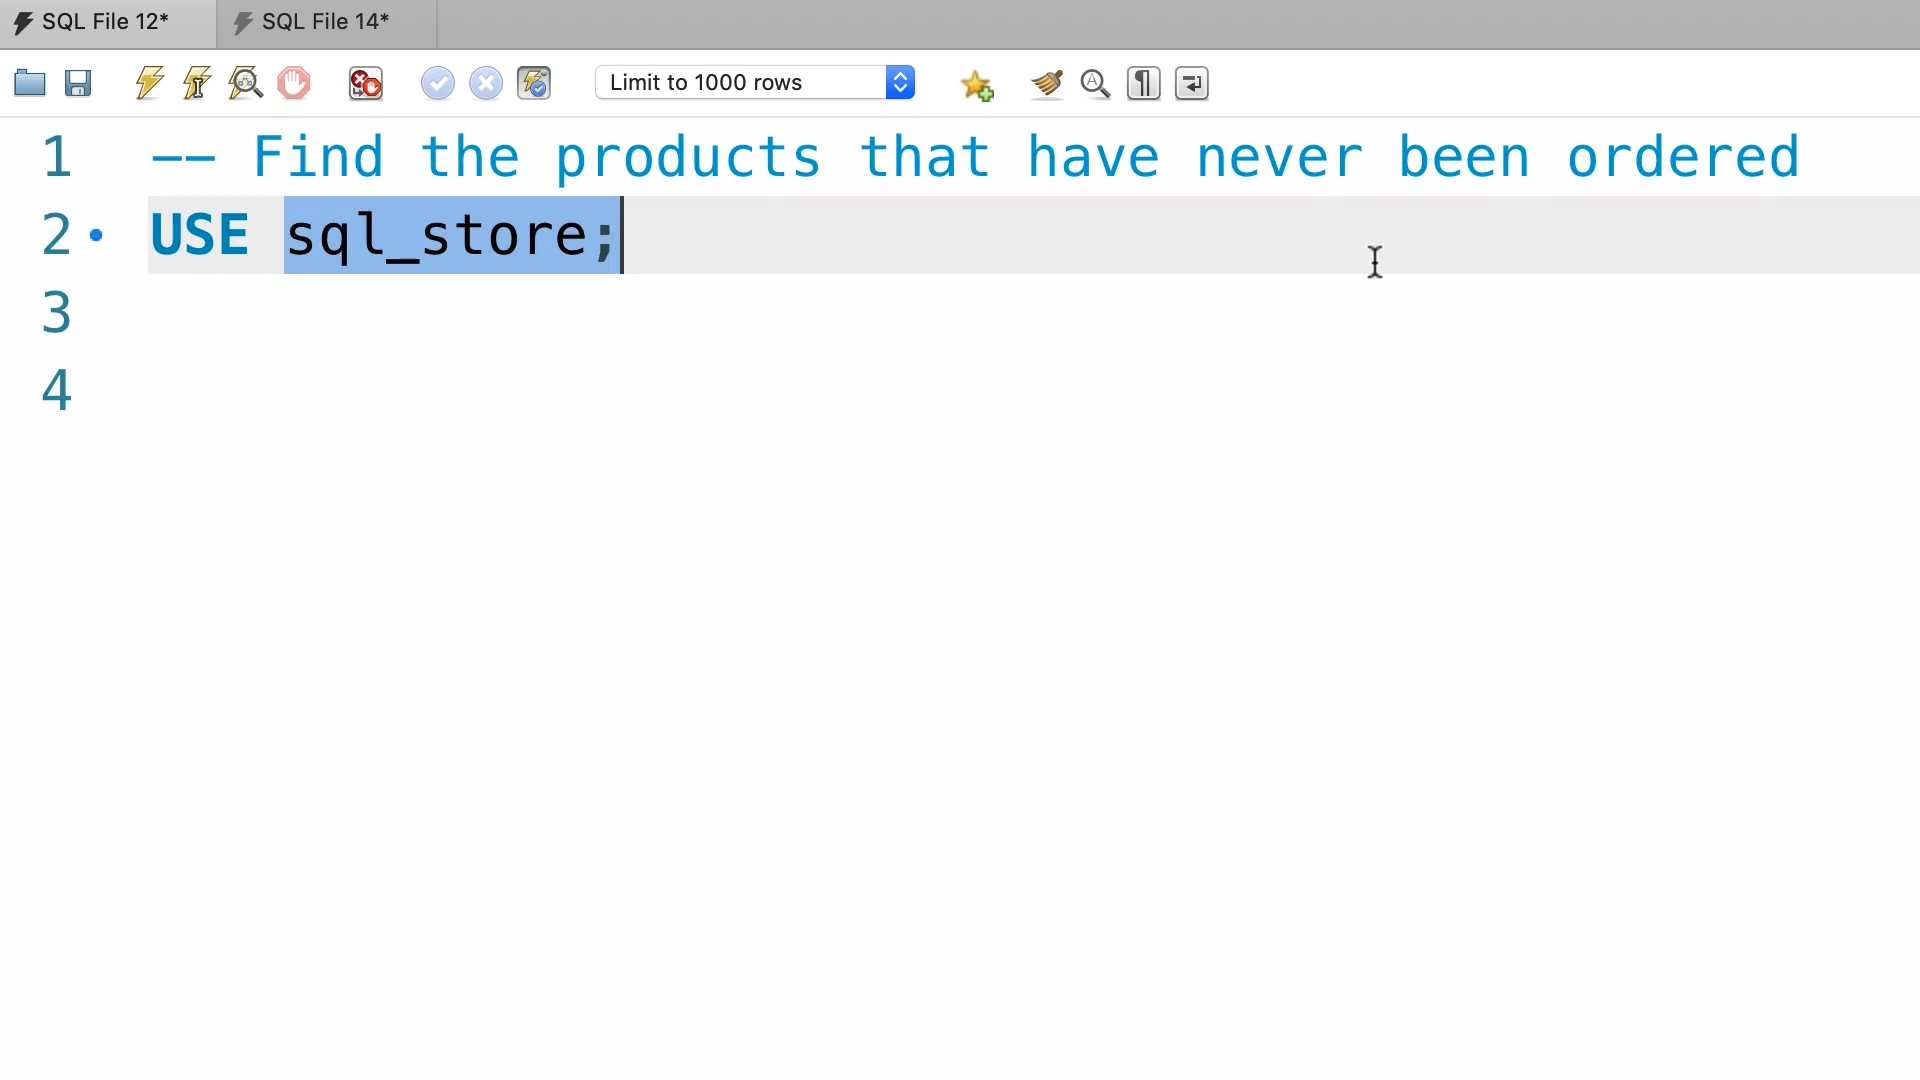 SQL File 12*
SQL File 14*
Limit to 1000 rows
1 -- Find the products that have never been ordered
2 USE sql_store;
3
4